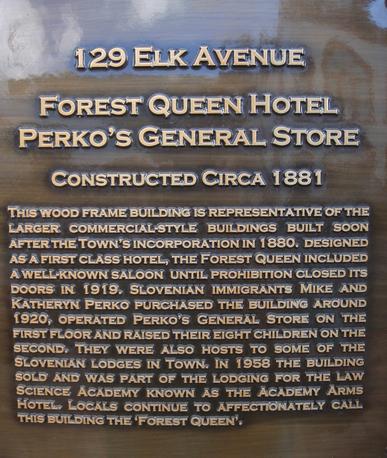 129 Elk Avenue
Forest Queen Hotel
Perko's General Store
Constructed Circa 1881
This wood frame building is representative of the
larger commercial-style buildings built soon
after the Town's incorporation in 1880. Designed
as a first class hotel, the Forest Queen included
a well-known saloon until prohibition closed its
doors in 1919. Slovenian immigrants Mike and
Katheryn Perko purchased the building around
1920, operated Perko's General Store on the
first floor and raised their eight children on the
second. They were also hosts to some of the
Slovenian lodges in Town. In 1958 the building
sold and was part of the lodging for the Law
Science Academy known as the Academy Arms
Hotel. Locals continue to affectionately call
this building the 'Forest Queen'.